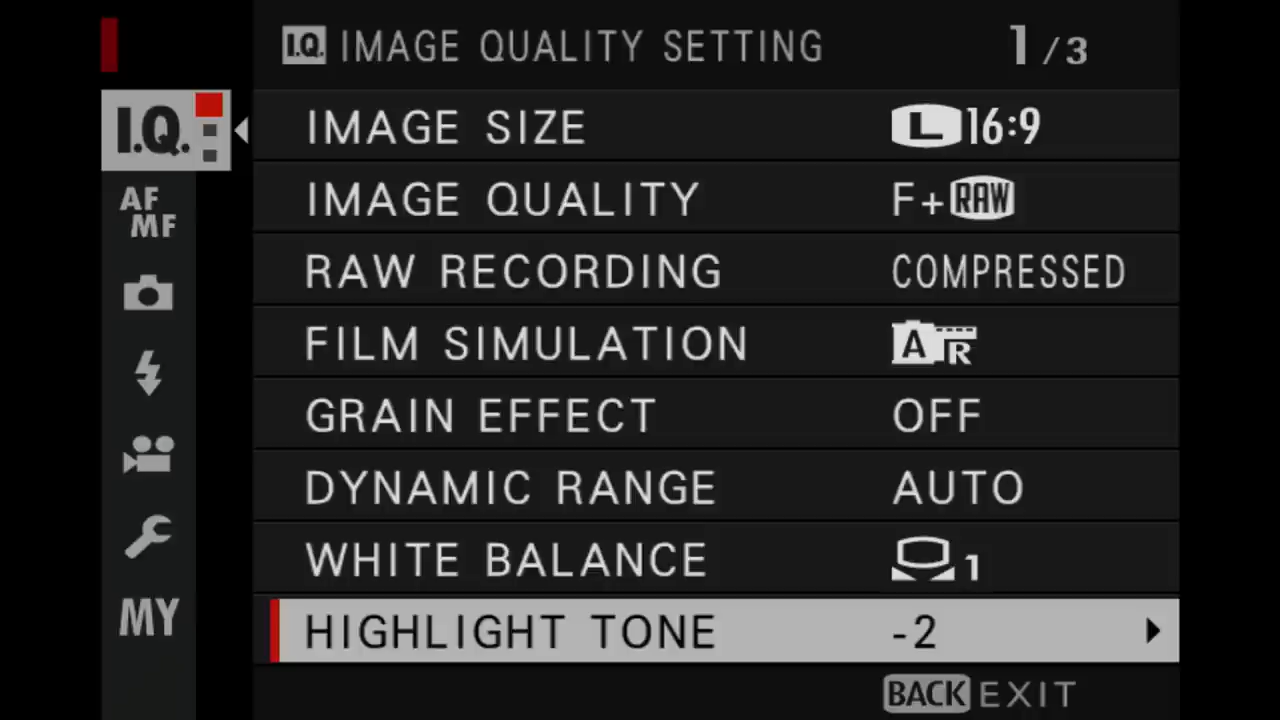 I.Q. IMAGE QUALITY SETTING 1/3
I.Q.
IMAGE SIZE L 16:9
IMAGE QUALITY F+RAW
AF MF
RAW RECORDING COMPRESSED
FILM SIMULATION A R
GRAIN EFFECT OFF
DYNAMIC RANGE AUTO
WHITE BALANCE 1
MY
HIGHLIGHT TONE -2
BACK EXIT